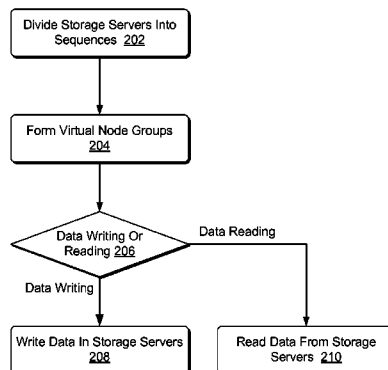 Divide Storage Servers Into
Sequences 202
Form Virtual Node Groups
204
Data Writing Or
Reading 206
Data Reading
Data Writing
Write Data In Storage Servers
208
Read Data From Storage
Servers 210